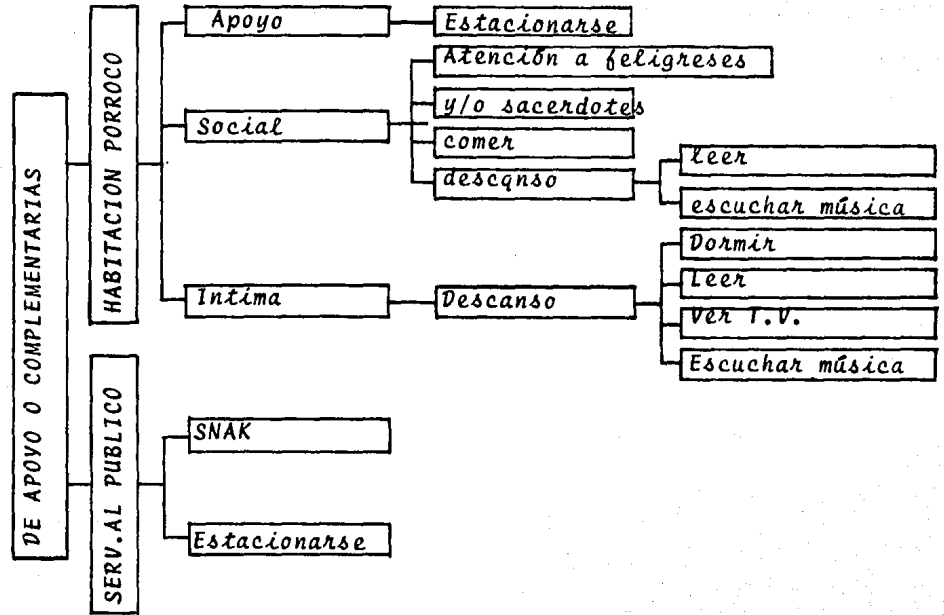 DE APOYO O COMPLEMENTARIAS
HABITACION PORROCO
Apoyo
Estacionarse
Social
Atención a feligreses
y/o sacerdotes
comer
descqnso
leer
escuchar música
Intima
Descanso
Dormir
Leer
Ver T.V.
Escuchar música
SERV.AL PUBLICO
SNAK
Estacionarse